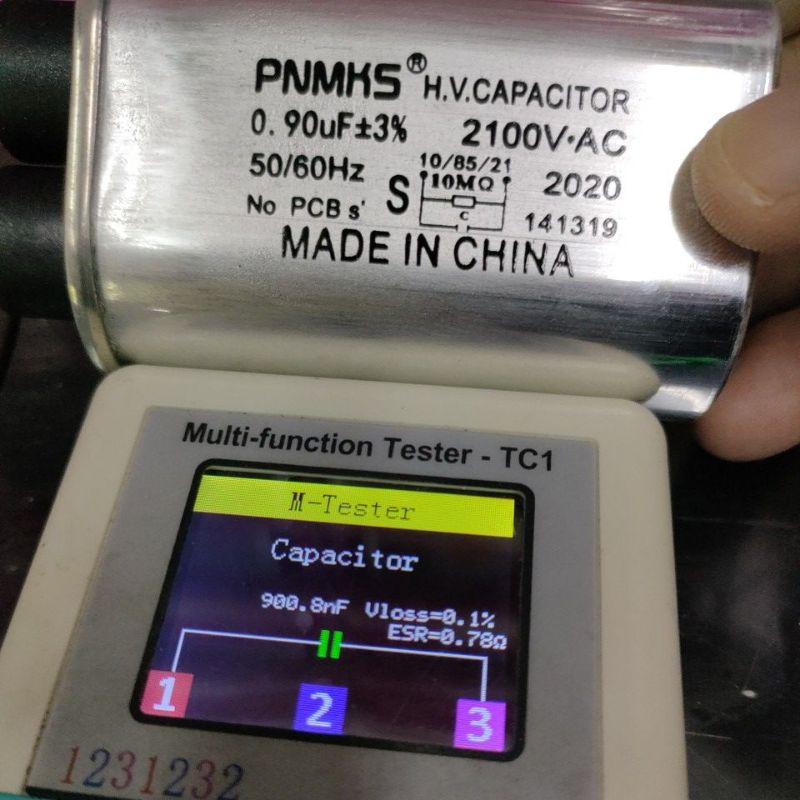 PNMKS® H.V.CAPACITOR
0.90uF±3% 2100V·AC
50/60Hz 10/85/21 2020
No PCB s' S 10MΩ C 141319
MADE IN CHINA
Multi-function Tester - TC1
M-Tester
Capacitor
900.8nF Vloss=0.1%
ESR=0.78Ω
1 2 3
1231232